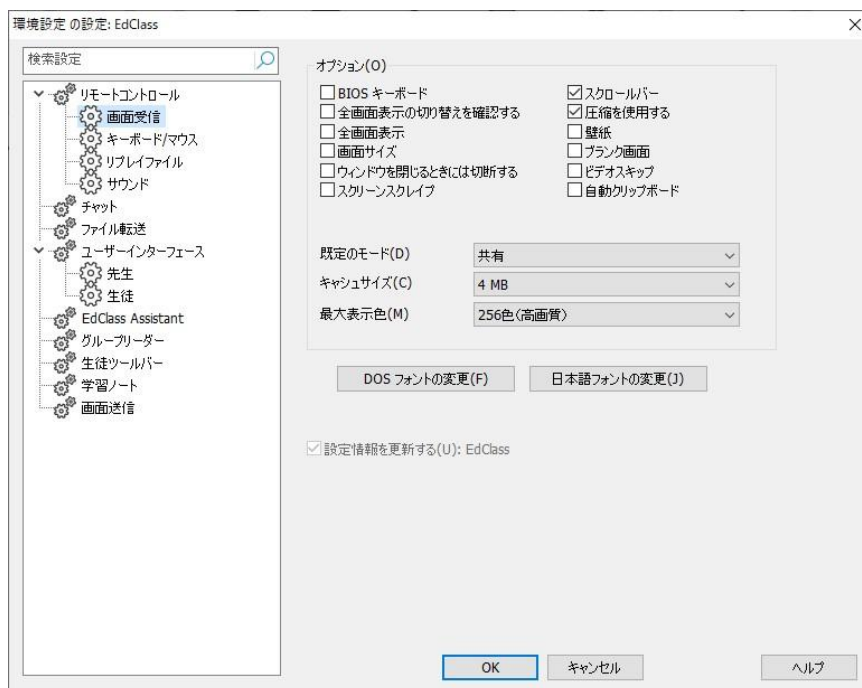 環境設定 の設定: EdClass
検索設定
リモートコントロール
画面受信
キーボード/マウス
リプレイファイル
サウンド
チャット
ファイル転送
ユーザーインターフェース
先生
生徒
EdClass Assistant
グループリーダー
生徒ツールバー
学習ノート
画面送信
オプション(O)
BIOS キーボード
全画面表示の切り替えを確認する
全画面表示
画面サイズ
ウィンドウを閉じるときには切断する
スクリーンスクレイプ
スクロールバー
圧縮を使用する
壁紙
ブランク画面
ビデオスキップ
自動クリップボード
既定のモード(D) 共有
キャシュサイズ(C) 4 MB
最大表示色(M) 256色(高画質)
DOS フォントの変更(F) 日本語フォントの変更(J)
設定情報を更新する(U): EdClass
OK キャンセル ヘルプ